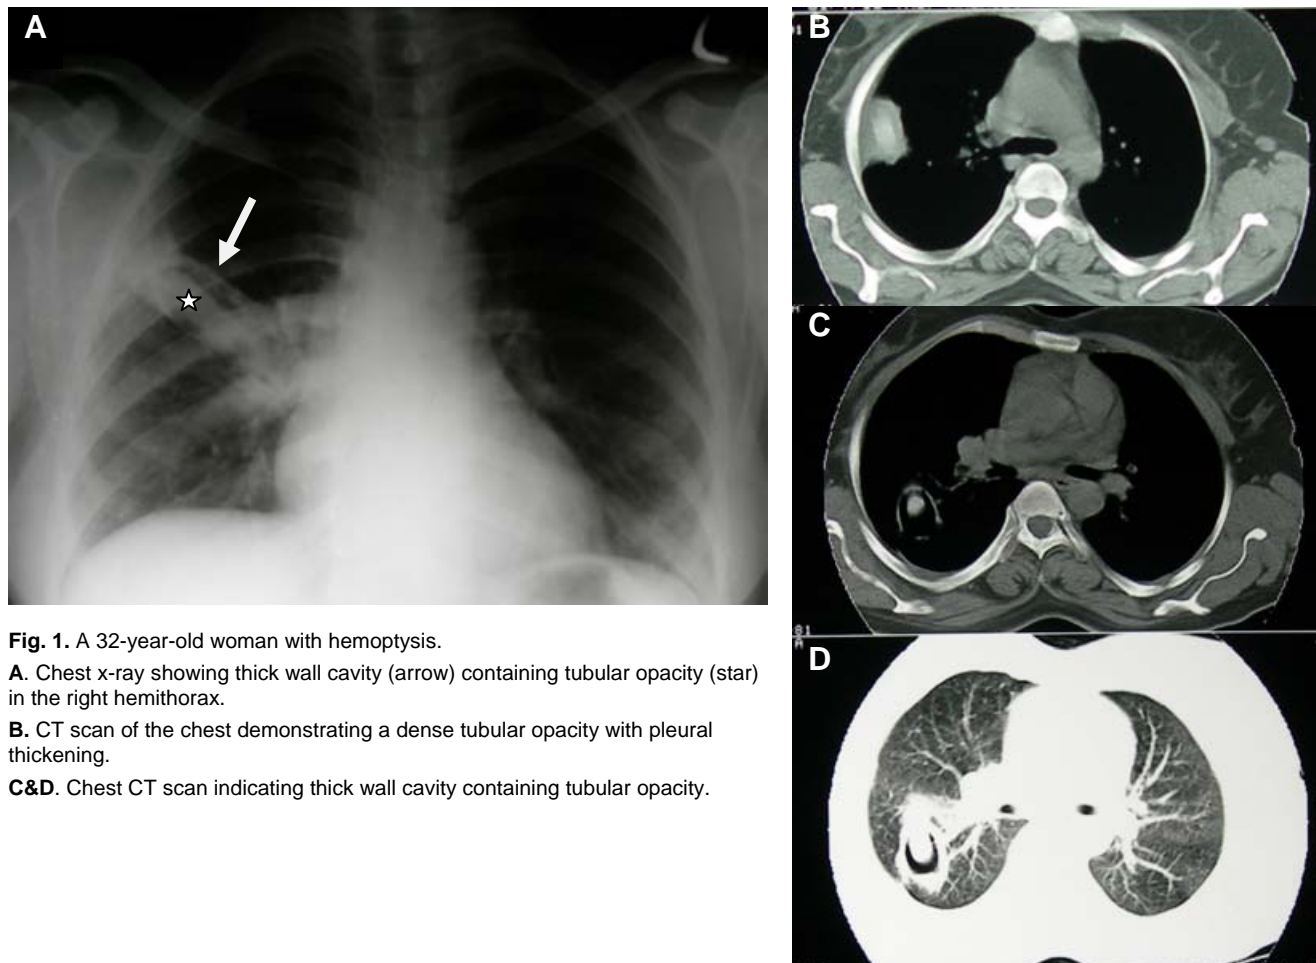 A
B
C
D
Fig. 1. A 32-year-old woman with hemoptysis.
A. Chest x-ray showing thick wall cavity (arrow) containing tubular opacity (star)
in the right hemithorax.
B. CT scan of the chest demonstrating a dense tubular opacity with pleural
thickening.
C&D. Chest CT scan indicating thick wall cavity containing tubular opacity.